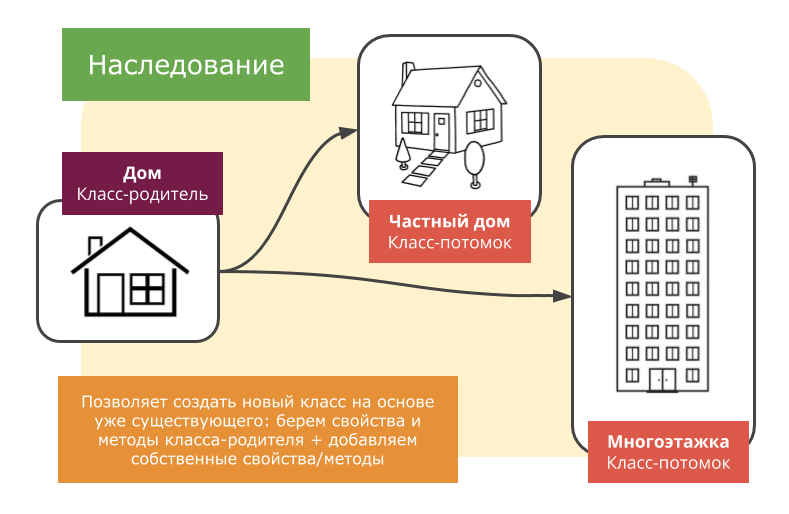 Наследование
Дом
Класс-родитель
Частный дом
Класс-потомок
Многоэтажка
Класс-потомок
Позволяет создать новый класс на основе
уже существующего: берем свойства и
методы класса-родителя + добавляем
собственные свойства/методы